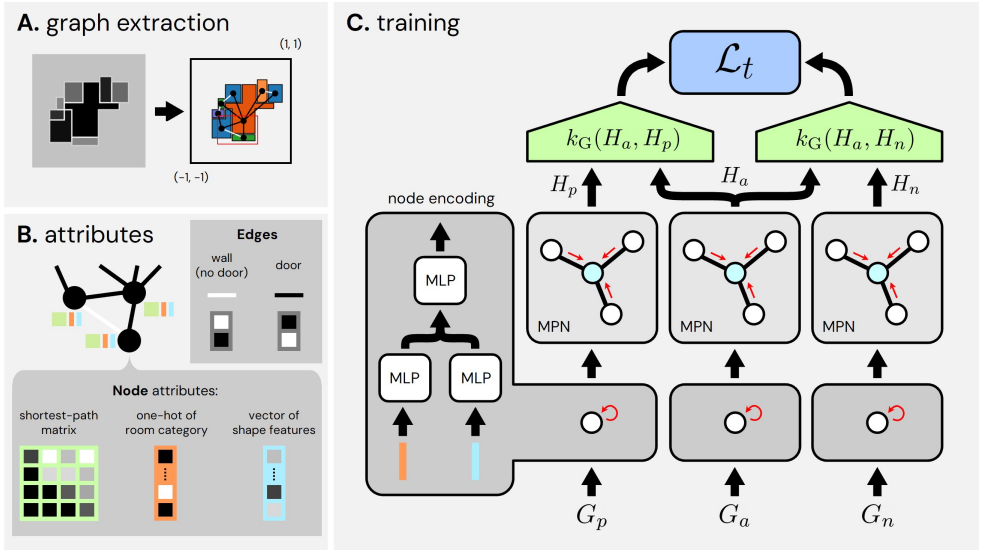 A. graph extraction
(1, 1)
(-1, -1)
B. attributes
Edges
wall
(no door)
door
Node attributes:
shortest-path
matrix
one-hot of
room category
vector of
shape features
C. training
ℒ_t
k_G(H_a, H_p)
k_G(H_a, H_n)
H_p
H_a
H_n
node encoding
MLP
MLP
MLP
MPN
MPN
MPN
G_p
G_a
G_n